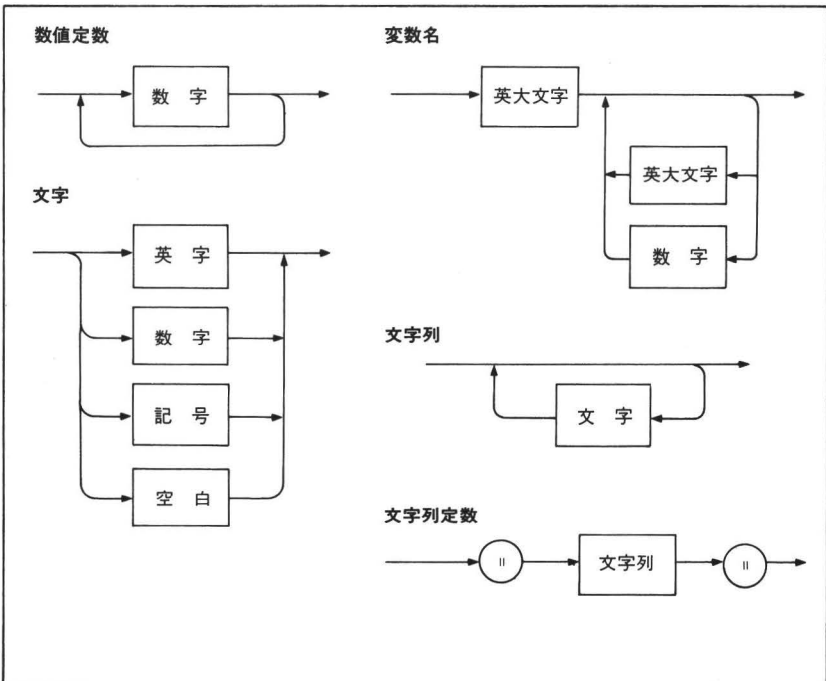 数値定数
数 字
文字
英 字
数 字
記 号
空 白
変数名
英大文字
英大文字
数 字
文字列
文 字
文字列定数
" 文字列 "